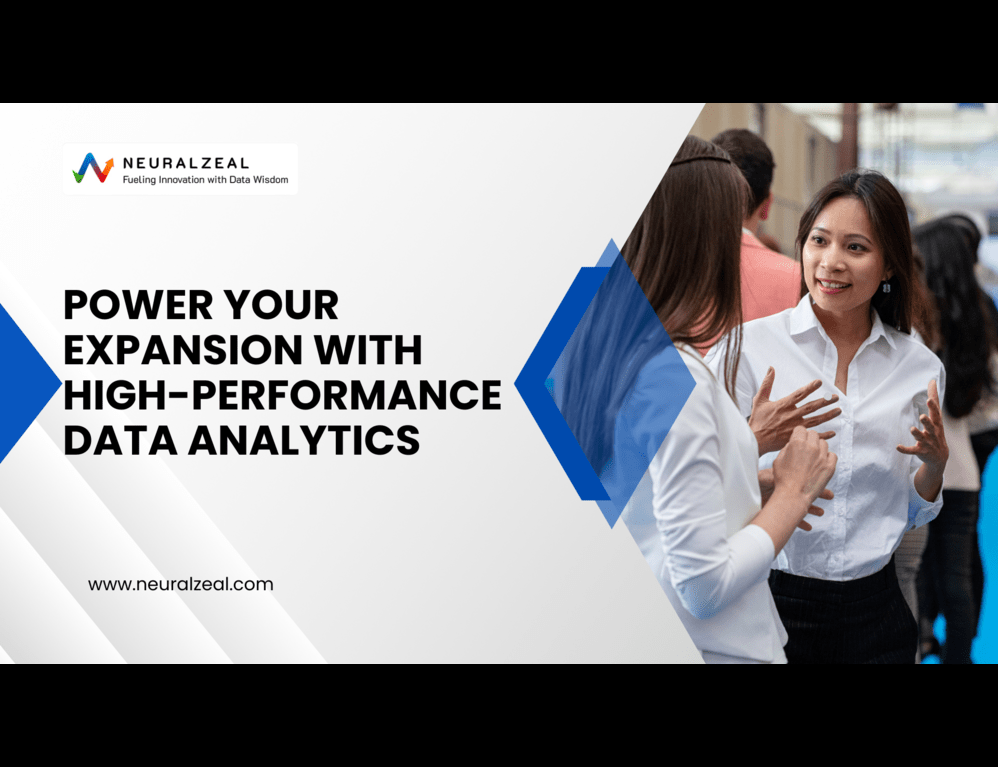 NEURALZEAL
Fueling Innovation with Data Wisdom
POWER YOUR
EXPANSION WITH
HIGH-PERFORMANCE
DATA ANALYTICS
www.neuralzeal.com